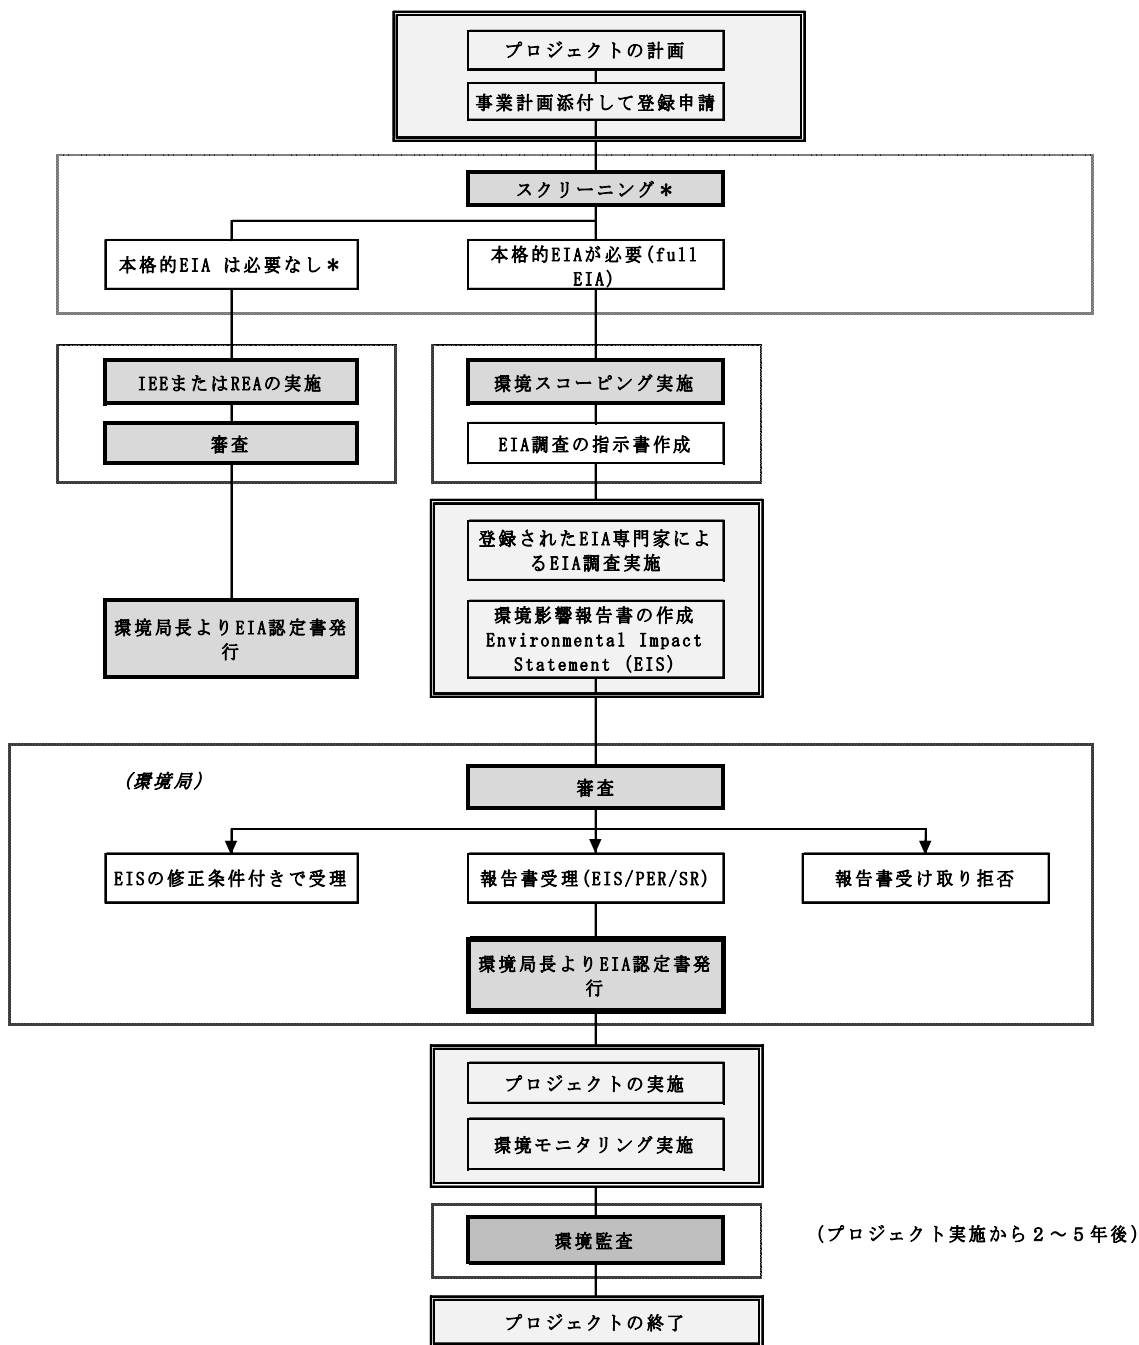 プロジェクトの計画
事業計画添付して登録申請
スクリーニング*
本格的EIA は必要なし*
本格的EIAが必要(full
EIA)
IEEまたはREAの実施
審査
環境スコーピング実施
EIA調査の指示書作成
登録されたEIA専門家によ
るEIA調査実施
環境影響報告書の作成
Environmental Impact
Statement (EIS)
環境局長よりEIA認定書発
行
(環境局)
審査
EISの修正条件付きで受理
報告書受理(EIS/PER/SR)
報告書受け取り拒否
環境局長よりEIA認定書発
行
プロジェクトの実施
環境モニタリング実施
環境監査
(プロジェクト実施から２～５年後)
プロジェクトの終了